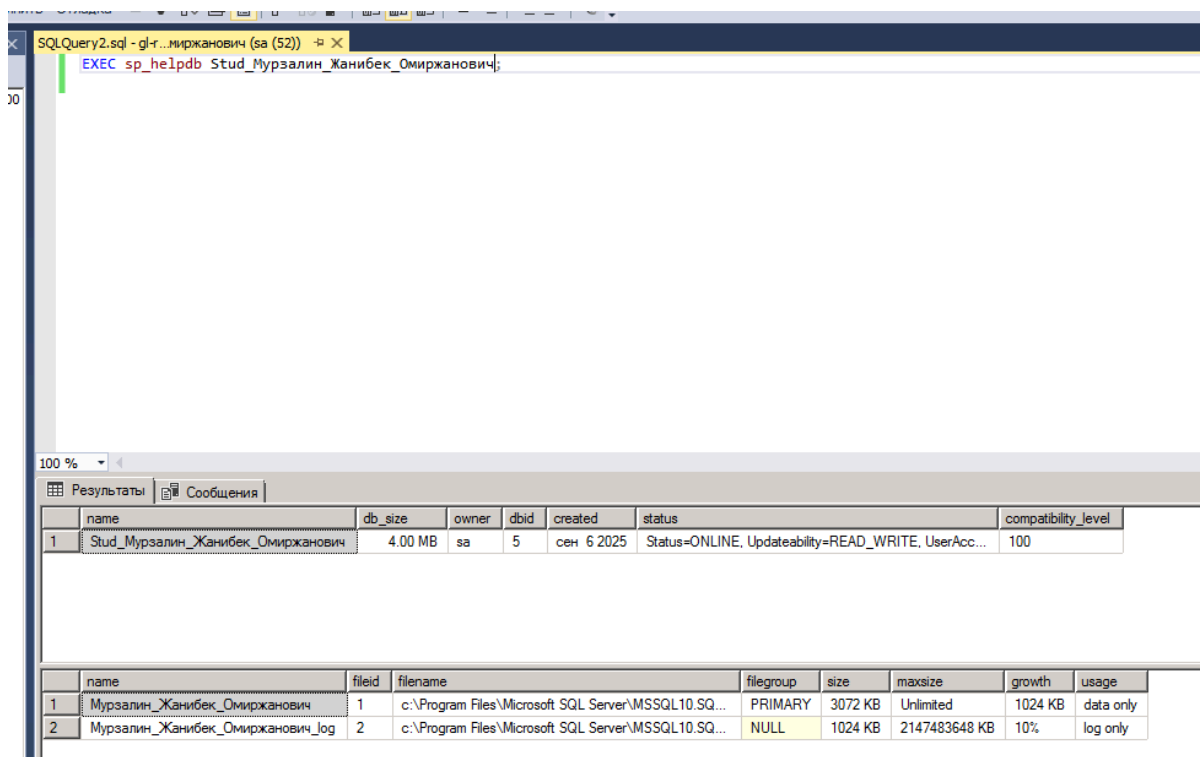 SQLQuery2.sql - gl-r...миржанович (sa (52))
EXEC sp_helpdb Stud_Мурзалин_Жанибек_Омиржанович;
00
100 %
Результаты Сообщения
name db_size owner dbid created status compatibility_level
1 Stud_Мурзалин_Жанибек_Омиржанович 4.00 MB sa 5 сен 6 2025 Status=ONLINE, Updateability=READ_WRITE, UserAcc... 100
name fileid filename filegroup size maxsize growth usage
1 Мурзалин_Жанибек_Омиржанович 1 c:\Program Files\Microsoft SQL Server\MSSQL10.SQ... PRIMARY 3072 KB Unlimited 1024 KB data only
2 Мурзалин_Жанибек_Омиржанович_log 2 c:\Program Files\Microsoft SQL Server\MSSQL10.SQ... NULL 1024 KB 2147483648 KB 10% log only